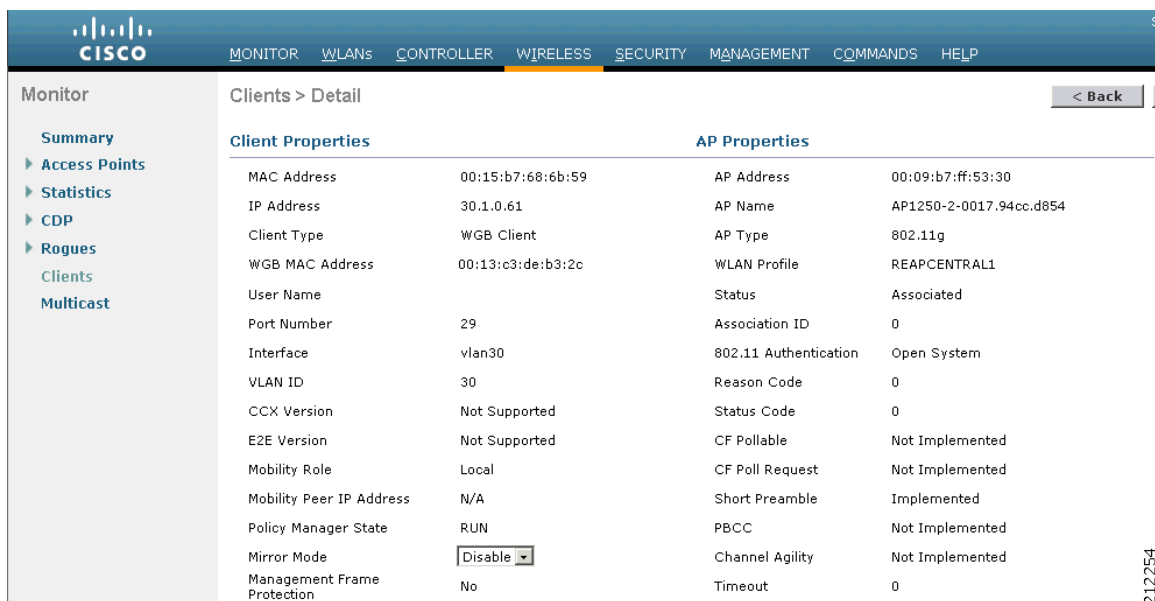 CISCO
MONITOR WLANs CONTROLLER WIRELESS SECURITY MANAGEMENT COMMANDS HELP
Monitor
Summary
Access Points
Statistics
CDP
Rogues
Clients
Multicast
Clients > Detail
< Back
Client Properties
MAC Address 00:15:b7:68:6b:59
IP Address 30.1.0.61
Client Type WGB Client
WGB MAC Address 00:13:c3:de:b3:2c
User Name
Port Number 29
Interface vlan30
VLAN ID 30
CCX Version Not Supported
E2E Version Not Supported
Mobility Role Local
Mobility Peer IP Address N/A
Policy Manager State RUN
Mirror Mode Disable
Management Frame
Protection No
AP Properties
AP Address 00:09:b7:ff:53:30
AP Name AP1250-2-0017.94cc.d854
AP Type 802.11g
WLAN Profile REAPCENTRAL1
Status Associated
Association ID 0
802.11 Authentication Open System
Reason Code 0
Status Code 0
CF Pollable Not Implemented
CF Poll Request Not Implemented
Short Preamble Implemented
PBCC Not Implemented
Channel Agility Not Implemented
Timeout 0
212254